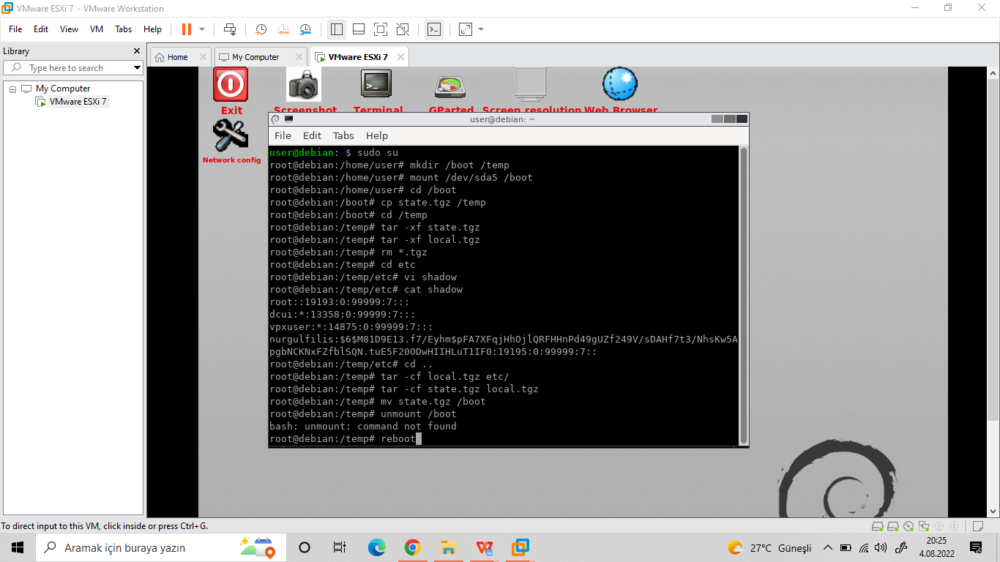 VMware ESXi 7 - VMware Workstation
File Edit View VM Tabs Help
Library
Type here to search
My Computer
VMware ESXi 7
Home
My Computer
VMware ESXi 7
Exit
Screenshot
Terminal
GParted
Screen resolution
Web Browser
Network config
user@debian: ~
File Edit Tabs Help
user@debian:~$ sudo su
root@debian:/home/user# mkdir /boot /temp
root@debian:/home/user# mount /dev/sda5 /boot
root@debian:/home/user# cd /boot
root@debian:/boot# cp state.tgz /temp
root@debian:/boot# cd /temp
root@debian:/temp# tar -xf state.tgz
root@debian:/temp# tar -xf local.tgz
root@debian:/temp# rm *.tgz
root@debian:/temp# cd etc
root@debian:/temp/etc# vi shadow
root@debian:/temp/etc# cat shadow
root::19193:0:99999:7:::
dcui:*:13358:0:99999:7:::
vpxuser:*:14875:0:99999:7:::
nurgulfilis:$6$M81D9E13.f7/Eyhm$pFA7XFqjHhOjlQRFHHnPd49gUZf249V/sDAHf7t3/NhsKw5A
pgbNCKNxFZfblSQN.tuE5F20ODwHIIHLuT1IF0:19195:0:99999:7::
root@debian:/temp/etc# cd ..
root@debian:/temp# tar -cf local.tgz etc/
root@debian:/temp# tar -cf state.tgz local.tgz
root@debian:/temp# mv state.tgz /boot
root@debian:/temp# unmount /boot
bash: unmount: command not found
root@debian:/temp# reboot
To direct input to this VM, click inside or press Ctrl+G.
Aramak için buraya yazın
27°C Güneşli
20:25
4.08.2022